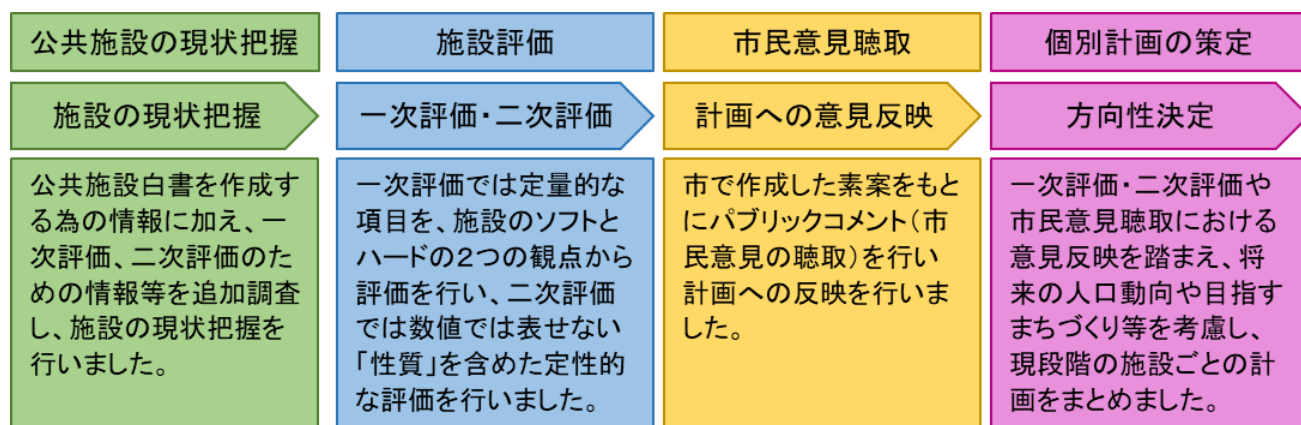 公共施設の現状把握
施設の現状把握
公共施設白書を作成す
る為の情報に加え、一
次評価、二次評価のた
めの情報等を追加調査
し、施設の現状把握を
行いました。
施設評価
一次評価・二次評価
一次評価では定量的な
項目を、施設のソフトと
ハードの２つの観点から
評価を行い、二次評価
では数値では表せない
「性質」を含めた定性的
な評価を行いました。
市民意見聴取
計画への意見反映
市で作成した素案をもと
にパブリックコメント（市
民意見の聴取）を行い
計画への反映を行いま
した。
個別計画の策定
方向性決定
一次評価・二次評価や
市民意見聴取における
意見反映を踏まえ、将
来の人口動向や目指す
まちづくり等を考慮し、
現段階の施設ごとの計
画をまとめました。